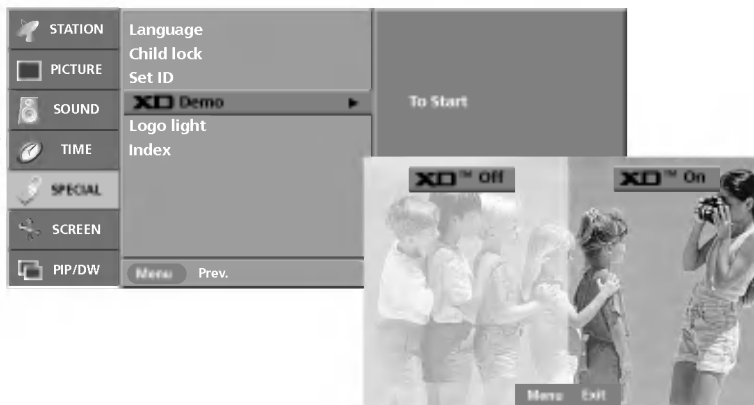 STATION
PICTURE
SOUND
TIME
SPECIAL
SCREEN
PIP/DW
Language
Child lock
Set ID
XD Demo ►
Logo light
Index
Menu Prev.
To Start
XD™ Off
XD™ On
Menu Exit